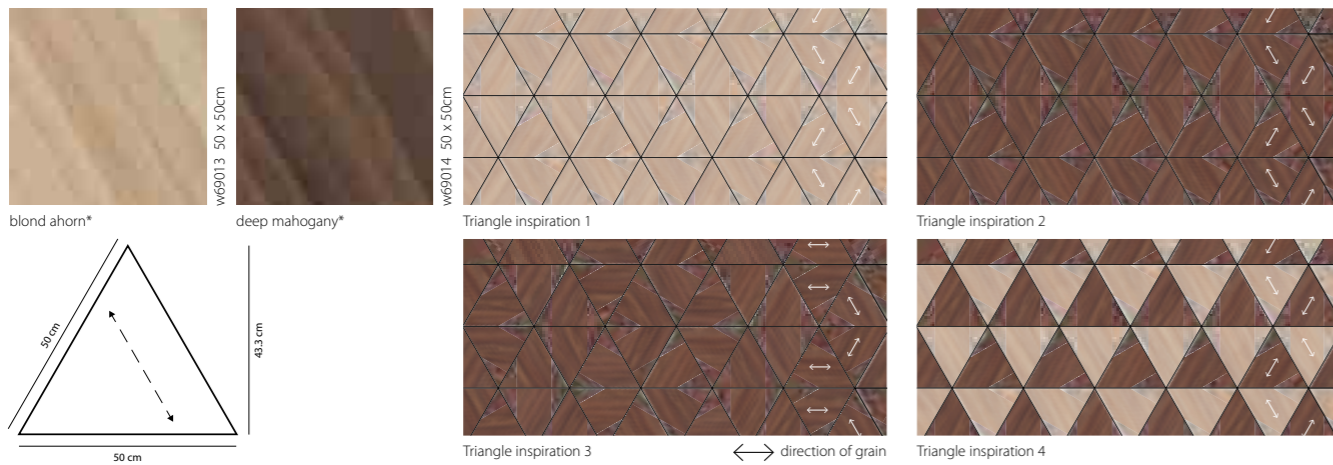 w69013 50 x 50cm
blond ahorn*
w69014 50 x 50cm
deep mahogany*
Triangle inspiration 1
Triangle inspiration 2
50 cm
43.3 cm
50 cm
Triangle inspiration 3
direction of grain
Triangle inspiration 4